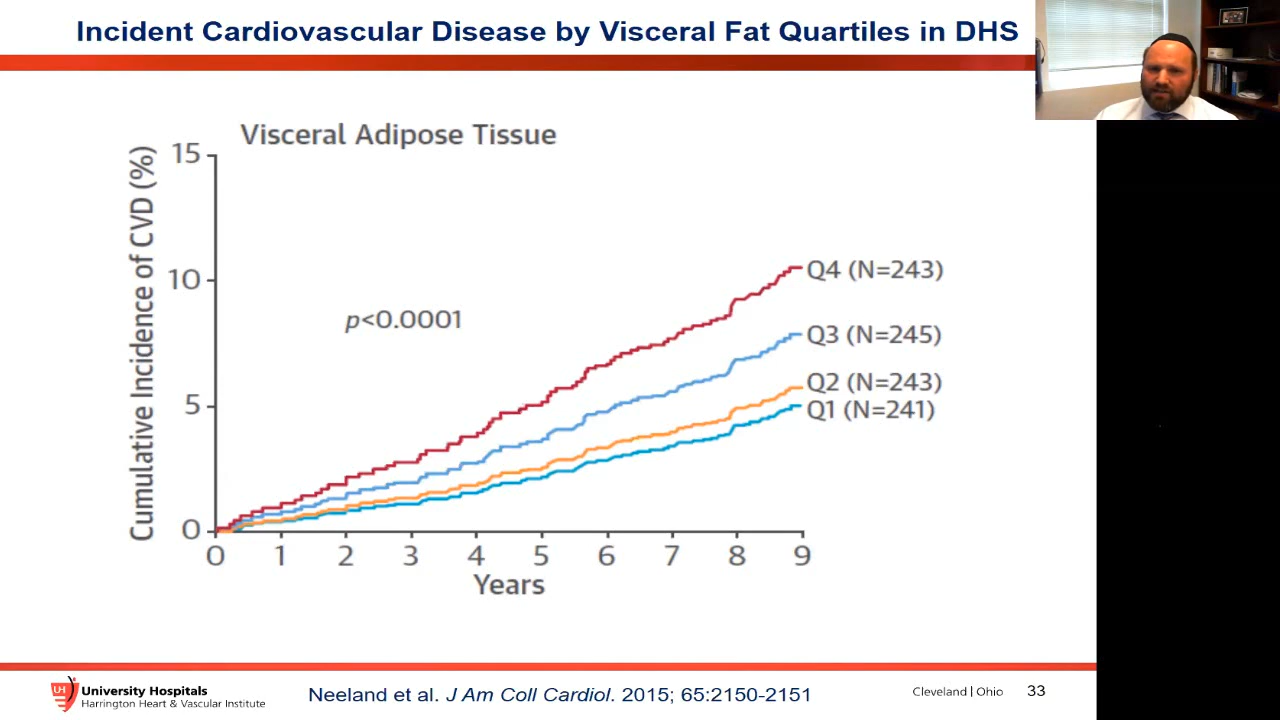 Incident Cardiovascular Disease by Visceral Fat Quartiles in DHS
Visceral Adipose Tissue
Cumulative Incidence of CVD (%)
15
10
5
0
p<0.0001
Q4 (N=243)
Q3 (N=245)
Q2 (N=243)
Q1 (N=241)
0 1 2 3 4 5 6 7 8 9
Years
UH
University Hospitals
Harrington Heart & Vascular Institute
Neeland et al. J Am Coll Cardiol. 2015; 65:2150-2151
Cleveland | Ohio 33